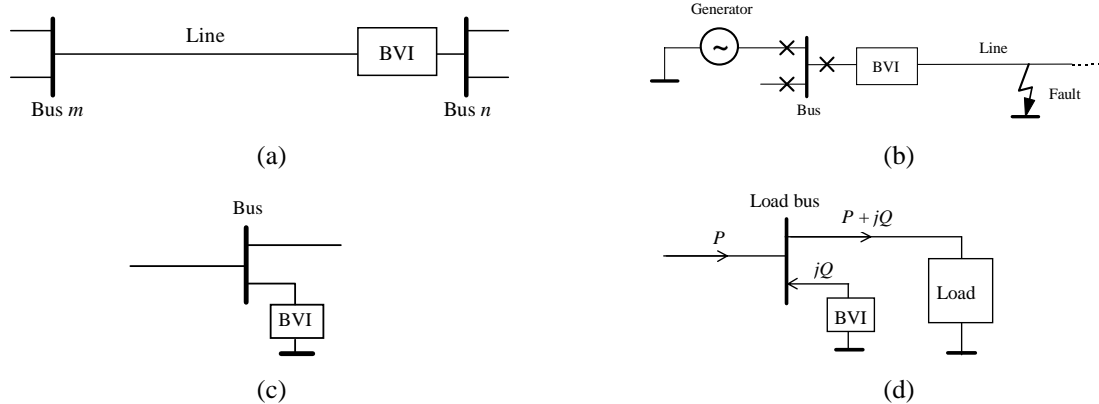 Line
BVI
Bus m
Bus n
(a)
Generator
~
BVI
Line
Bus
Fault
(b)
Bus
BVI
(c)
Load bus
P + jQ
P
jQ
BVI
Load
(d)